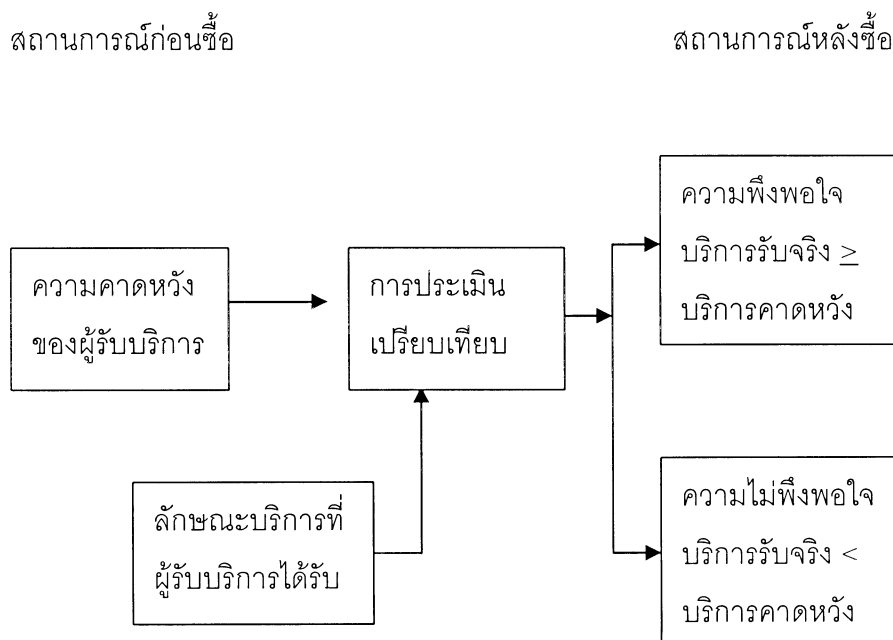 สถานการณ์ก่อนซื้อ
สถานการณ์หลังซื้อ
ความคาดหวัง
ของผู้รับบริการ
ลักษณะบริการที่
ผู้รับบริการได้รับ
การประเมิน
เปรียบเทียบ
ความพึงพอใจ
บริการรับจริง ≥
บริการคาดหวัง
ความไม่พึงพอใจ
บริการรับจริง <
บริการคาดหวัง